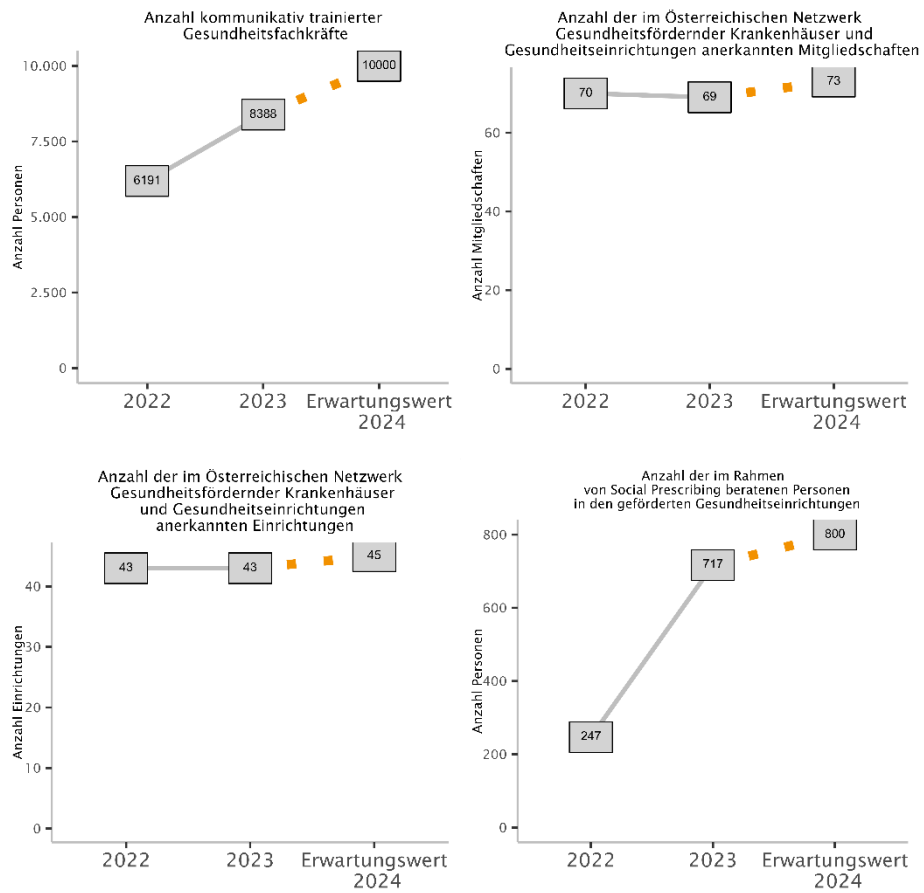 Anzahl kommunikativ trainierter
Gesundheitsfachkräfte
Anzahl Personen
10.000
7.500
5.000
2.500
0
6191
8388
10000
2022
2023
Erwartungswert
2024
Anzahl der im Österreichischen Netzwerk
Gesundheitsfördernder Krankenhäuser und
Gesundheitseinrichtungen anerkannten Mitgliedschaften
Anzahl Mitgliedschaften
60
40
20
0
70
69
73
2022
2023
Erwartungswert
2024
Anzahl der im Österreichischen Netzwerk
Gesundheitsfördernder Krankenhäuser
und Gesundheitseinrichtungen
anerkannten Einrichtungen
Anzahl Einrichtungen
40
30
20
10
0
43
43
45
2022
2023
Erwartungswert
2024
Anzahl der im Rahmen
von Social Prescribing beratenen Personen
in den geförderten Gesundheitseinrichtungen
Anzahl Personen
800
600
400
200
0
247
717
800
2022
2023
Erwartungswert
2024